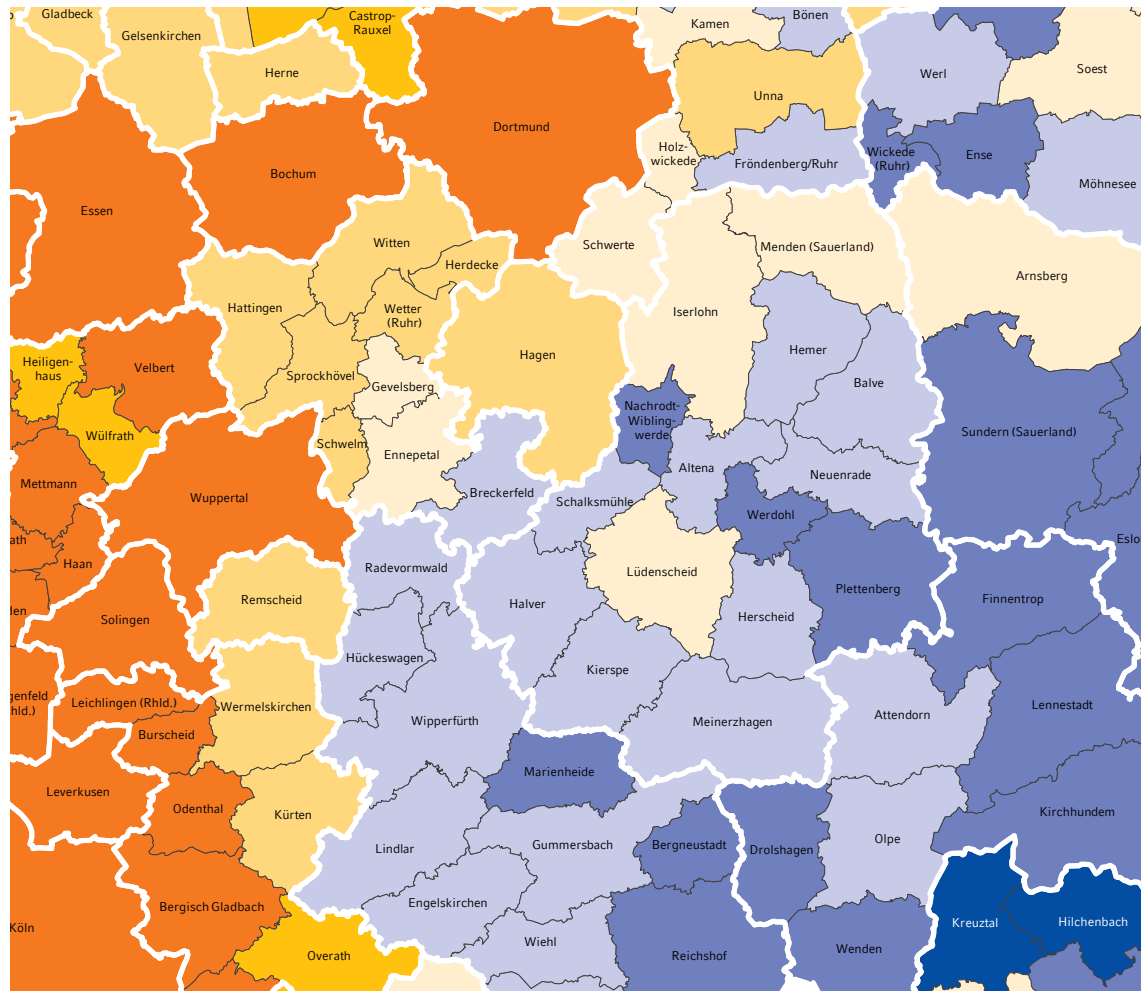 Gladbeck
Castrop-
Rauxel
Kamen
Bönen
Gelsenkirchen
Herne
Werl
Soest
Unna
Dortmund
Holz-
wickede
Fröndenberg/Ruhr
Wickede
(Ruhr)
Ense
Bochum
Möhnesee
Essen
Witten
Schwerte
Menden (Sauerland)
Herdecke
Arnsberg
Hattingen
Wetter
(Ruhr)
Iserlohn
Heiligen-
haus
Velbert
Hagen
Hemer
Sprockhövel
Gevelsberg
Balve
Nachrodt-
Wibling-
werde
Wülfrath
Schwelm
Ennepetal
Sundern (Sauerland)
Altena
Neuenrade
Mettmann
Wuppertal
Breckerfeld
Schalksmühle
Werdohl
ath
Eslo
Haan
Radevormwald
Lüdenscheid
Plettenberg
Remscheid
Halver
Finnentrop
den
Solingen
Herscheid
Hückeswagen
Kierspe
genfeld
hld.)
Leichlingen (Rhld.)
Wermelskirchen
Wipperfürth
Meinerzhagen
Attendorn
Lennestadt
Burscheid
Marienheide
Leverkusen
Odenthal
Kürten
Kirchhundem
Lindlar
Gummersbach
Bergneustadt
Drolshagen
Olpe
Bergisch Gladbach
Engelskirchen
Köln
Kreuztal
Hilchenbach
Wiehl
Overath
Reichshof
Wenden